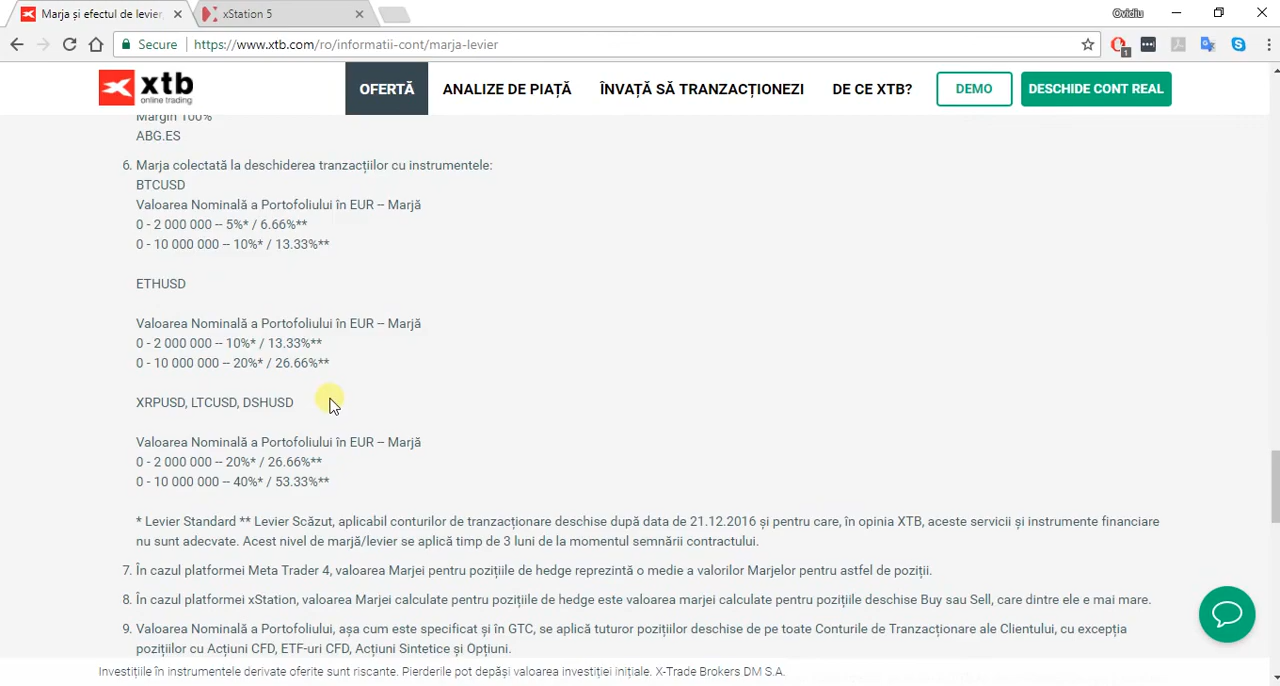 Marja și efectul de levier,
xStation 5
Ovidiu
Secure
https://www.xtb.com/ro/informatii-cont/marja-levier
1
xtb
online trading
OFERTĂ
ANALIZE DE PIAȚĂ
ÎNVAȚĂ SĂ TRANZACȚIONEZI
DE CE XTB?
DEMO
DESCHIDE CONT REAL
Margin 100%
ABG.ES
6. Marja colectată la deschiderea tranzacțiilor cu instrumentele:
BTCUSD
Valoarea Nominală a Portofoliului în EUR – Marjă
0 - 2 000 000 -- 5%* / 6.66%**
0 - 10 000 000 -- 10%* / 13.33%**
ETHUSD
Valoarea Nominală a Portofoliului în EUR – Marjă
0 - 2 000 000 -- 10%* / 13.33%**
0 - 10 000 000 -- 20%* / 26.66%**
XRPUSD, LTCUSD, DSHUSD
Valoarea Nominală a Portofoliului în EUR – Marjă
0 - 2 000 000 -- 20%* / 26.66%**
0 - 10 000 000 -- 40%* / 53.33%**
* Levier Standard ** Levier Scăzut, aplicabil conturilor de tranzacționare deschise după data de 21.12.2016 și pentru care, în opinia XTB, aceste servicii și instrumente financiare
nu sunt adecvate. Acest nivel de marjă/levier se aplică timp de 3 luni de la momentul semnării contractului.
7. În cazul platformei Meta Trader 4, valoarea Marjei pentru pozițiile de hedge reprezintă o medie a valorilor Marjelor pentru astfel de poziții.
8. În cazul platformei xStation, valoarea Marjei calculate pentru pozițiile de hedge este valoarea marjei calculate pentru pozițiile deschise Buy sau Sell, care dintre ele e mai mare.
9. Valoarea Nominală a Portofoliului, așa cum este specificat și în GTC, se aplică tuturor pozițiilor deschise de pe toate Conturile de Tranzacționare ale Clientului, cu excepția
pozițiilor cu Acțiuni CFD, ETF-uri CFD, Acțiuni Sintetice și Opțiuni.
Investițiile în instrumentele derivate oferite sunt riscante. Pierderile pot depăși valoarea investiției inițiale. X-Trade Brokers DM S.A.